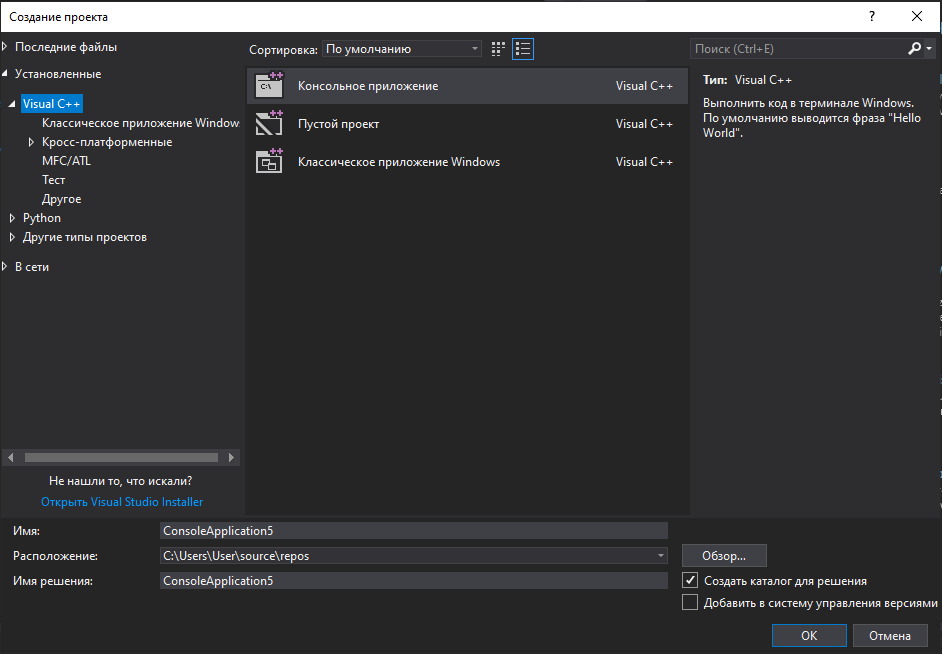 Создание проекта
?
Последние файлы
Установленные
Visual C++
Классическое приложение Window
Кросс-платформенные
MFC/ATL
Тест
Другое
Python
Другие типы проектов
В сети
Не нашли то, что искали?
Открыть Visual Studio Installer
Сортировка: По умолчанию
Консольное приложение Visual C++
Пустой проект Visual C++
Классическое приложение Windows Visual C++
Поиск (Ctrl+E)
Тип: Visual C++
Выполнить код в терминале Windows.
По умолчанию выводится фраза "Hello
World".
Имя: ConsoleApplication5
Расположение: C:\Users\User\source\repos
Обзор...
Имя решения: ConsoleApplication5
Создать каталог для решения
Добавить в систему управления версиями
ОК
Отмена